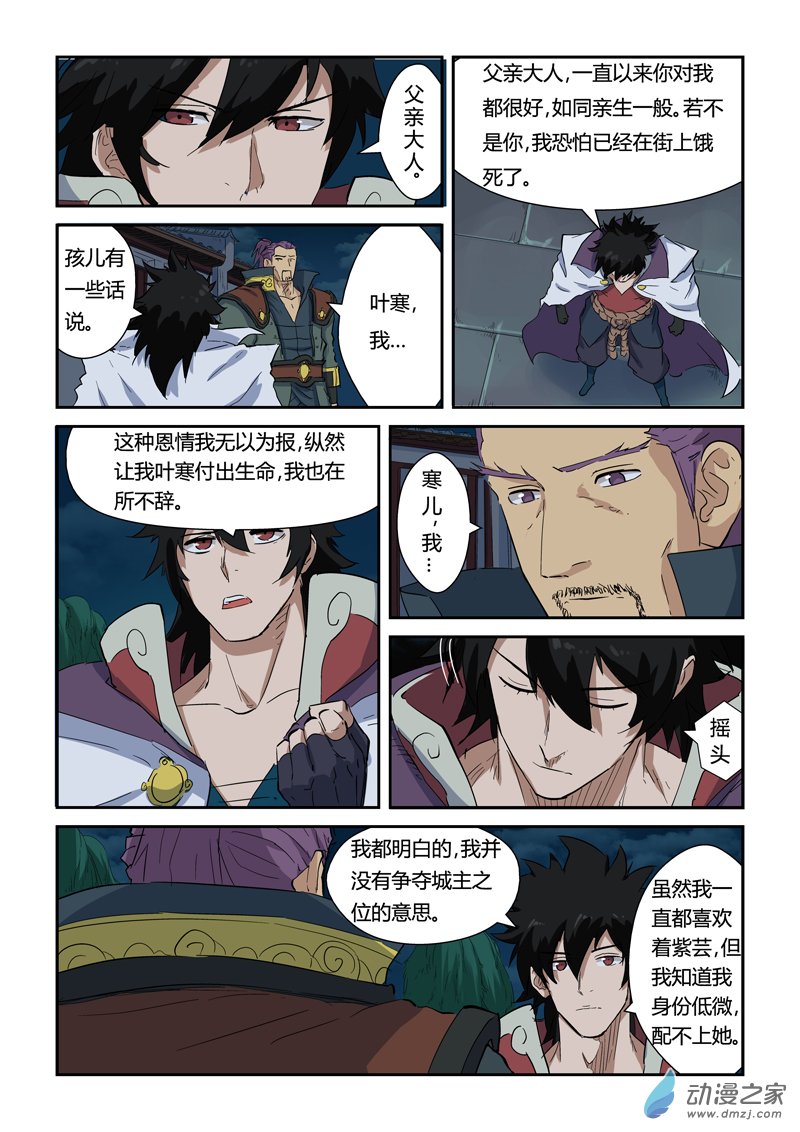 父亲大人。
父亲大人，一直以来你对我
都很好，如同亲生一般。若不
是你，我恐怕已经在街上饿
死了。
孩儿有
一些话
说。
叶寒，
我…
这种恩情我无以为报，纵然
让我叶寒付出生命，我也在
所不辞。
寒儿，我…
摇头
我都明白的，我并
没有争夺城主之
位的意思。
虽然我一
直都喜欢
着紫芸，但
我知道我
身份低微，
配不上她。
动漫之家
www.dmzj.com